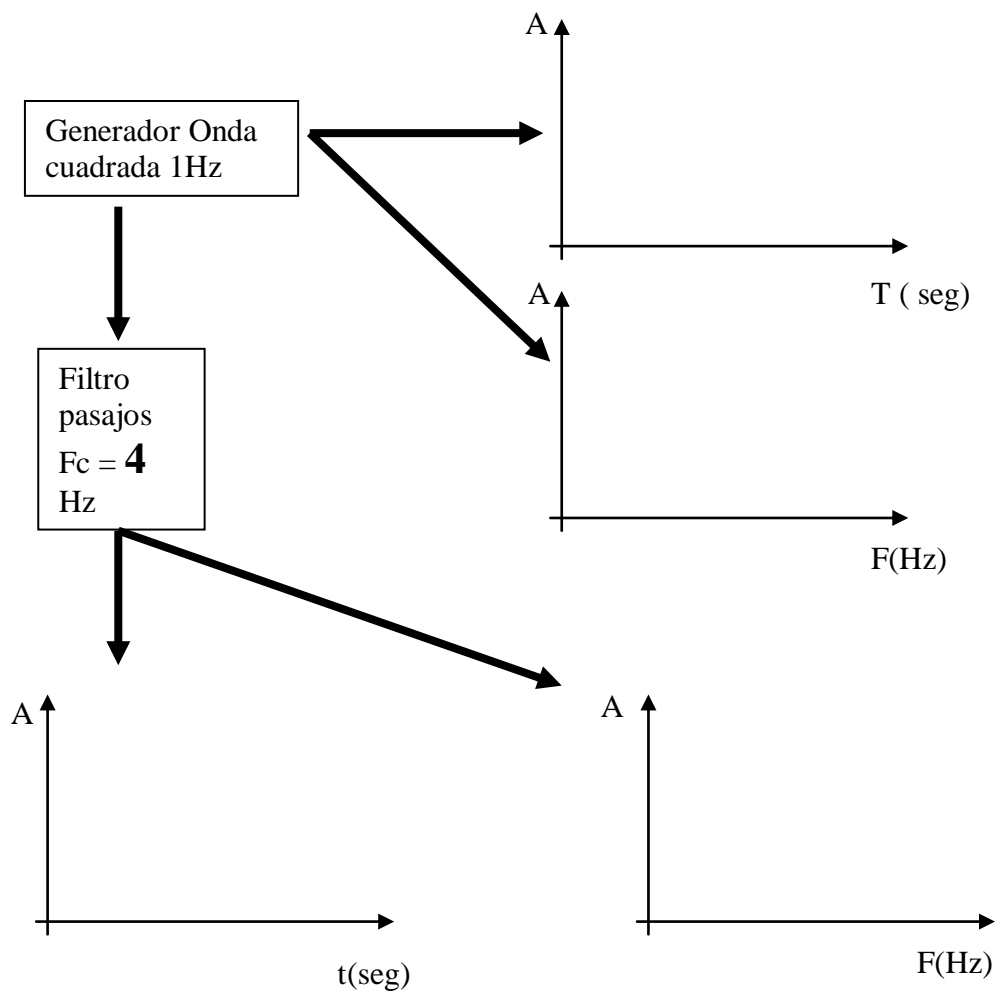 A
Generador Onda
cuadrada 1Hz
T ( seg)
A
Filtro
pasajos
Fc = 4
Hz
F(Hz)
A
A
t(seg)
F(Hz)